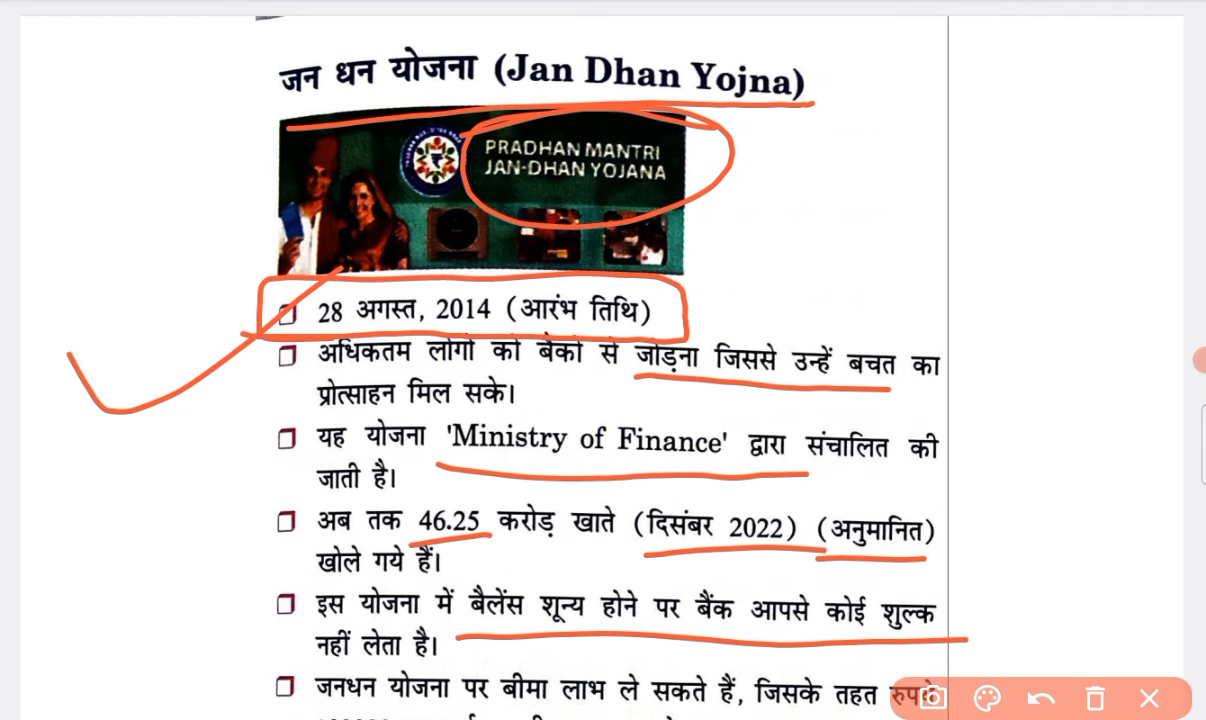 जन धन योजना (Jan Dhan Yojna)
PRADHAN MANTRI
JAN-DHAN YOJANA
28 अगस्त, 2014 (आरंभ तिथि)
अधिकतम लोगों को बैंकों से जोड़ना जिससे उन्हें बचत का
प्रोत्साहन मिल सके।
यह योजना 'Ministry of Finance' द्वारा संचालित की
जाती है।
अब तक 46.25 करोड़ खाते (दिसंबर 2022) (अनुमानित)
खोले गये हैं।
इस योजना में बैलेंस शून्य होने पर बैंक आपसे कोई शुल्क
नहीं लेता है।
जनधन योजना पर बीमा लाभ ले सकते हैं, जिसके तहत रुपये